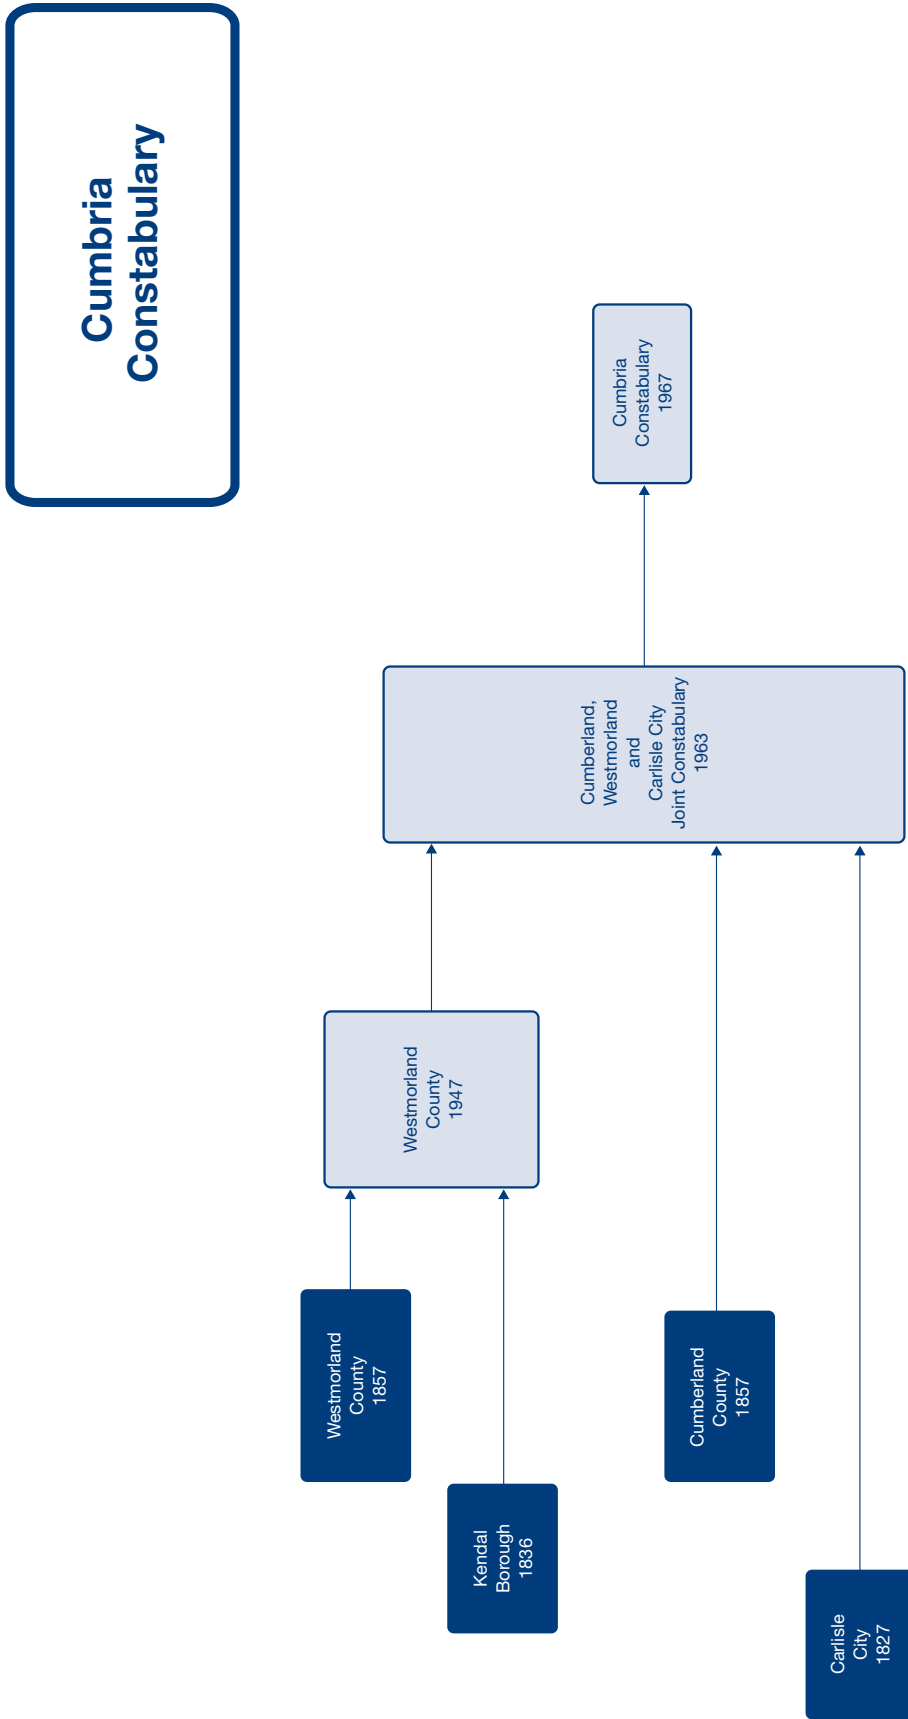 Cumbria
Constabulary
Westmorland
County
1857
Kendal
Borough
1836
Cumberland
County
1857
Carlisle
City
1827
Westmorland
County
1947
Cumberland,
Westmorland
and
Carlisle City
Joint Constabulary
1963
Cumbria
Constabulary
1967